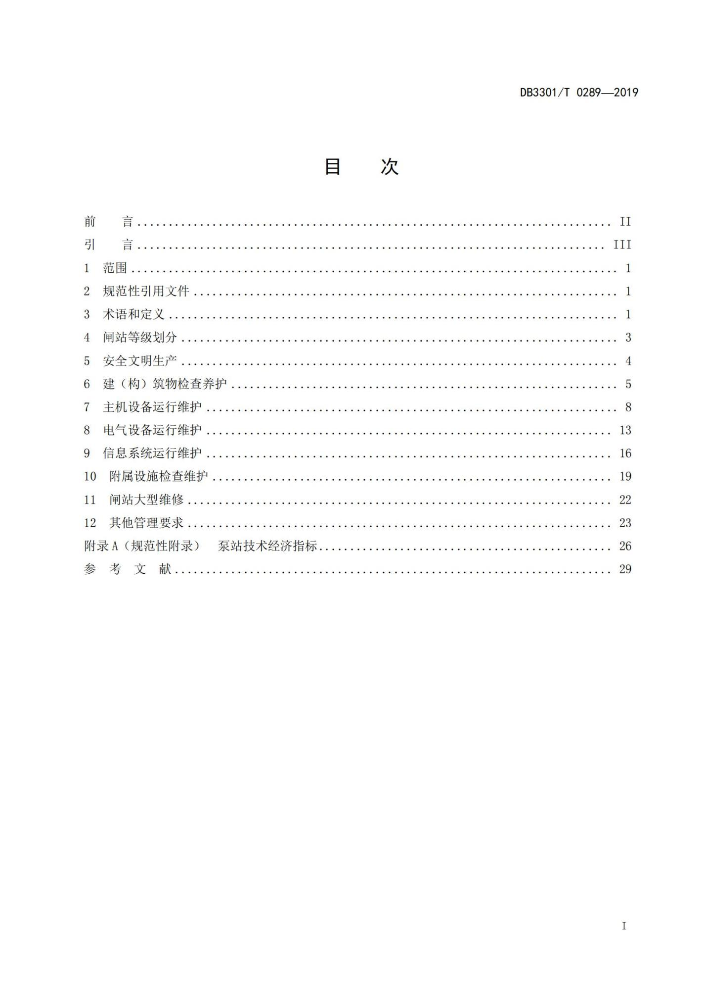 DB3301/T 0289—2019
目　　次
前　　言........................................................................ II
引　　言........................................................................ III
1　范围........................................................................ 1
2　规范性引用文件........................................................................ 1
3　术语和定义........................................................................ 1
4　闸站等级划分........................................................................ 3
5　安全文明生产........................................................................ 4
6　建（构）筑物检查养护........................................................................ 5
7　主机设备运行维护........................................................................ 8
8　电气设备运行维护........................................................................ 13
9　信息系统运行维护........................................................................ 16
10　附属设施检查维护........................................................................ 19
11　闸站大型维修........................................................................ 22
12　其他管理要求........................................................................ 23
附录A（规范性附录）　泵站技术经济指标........................................................................ 26
参　考　文　献........................................................................ 29
I